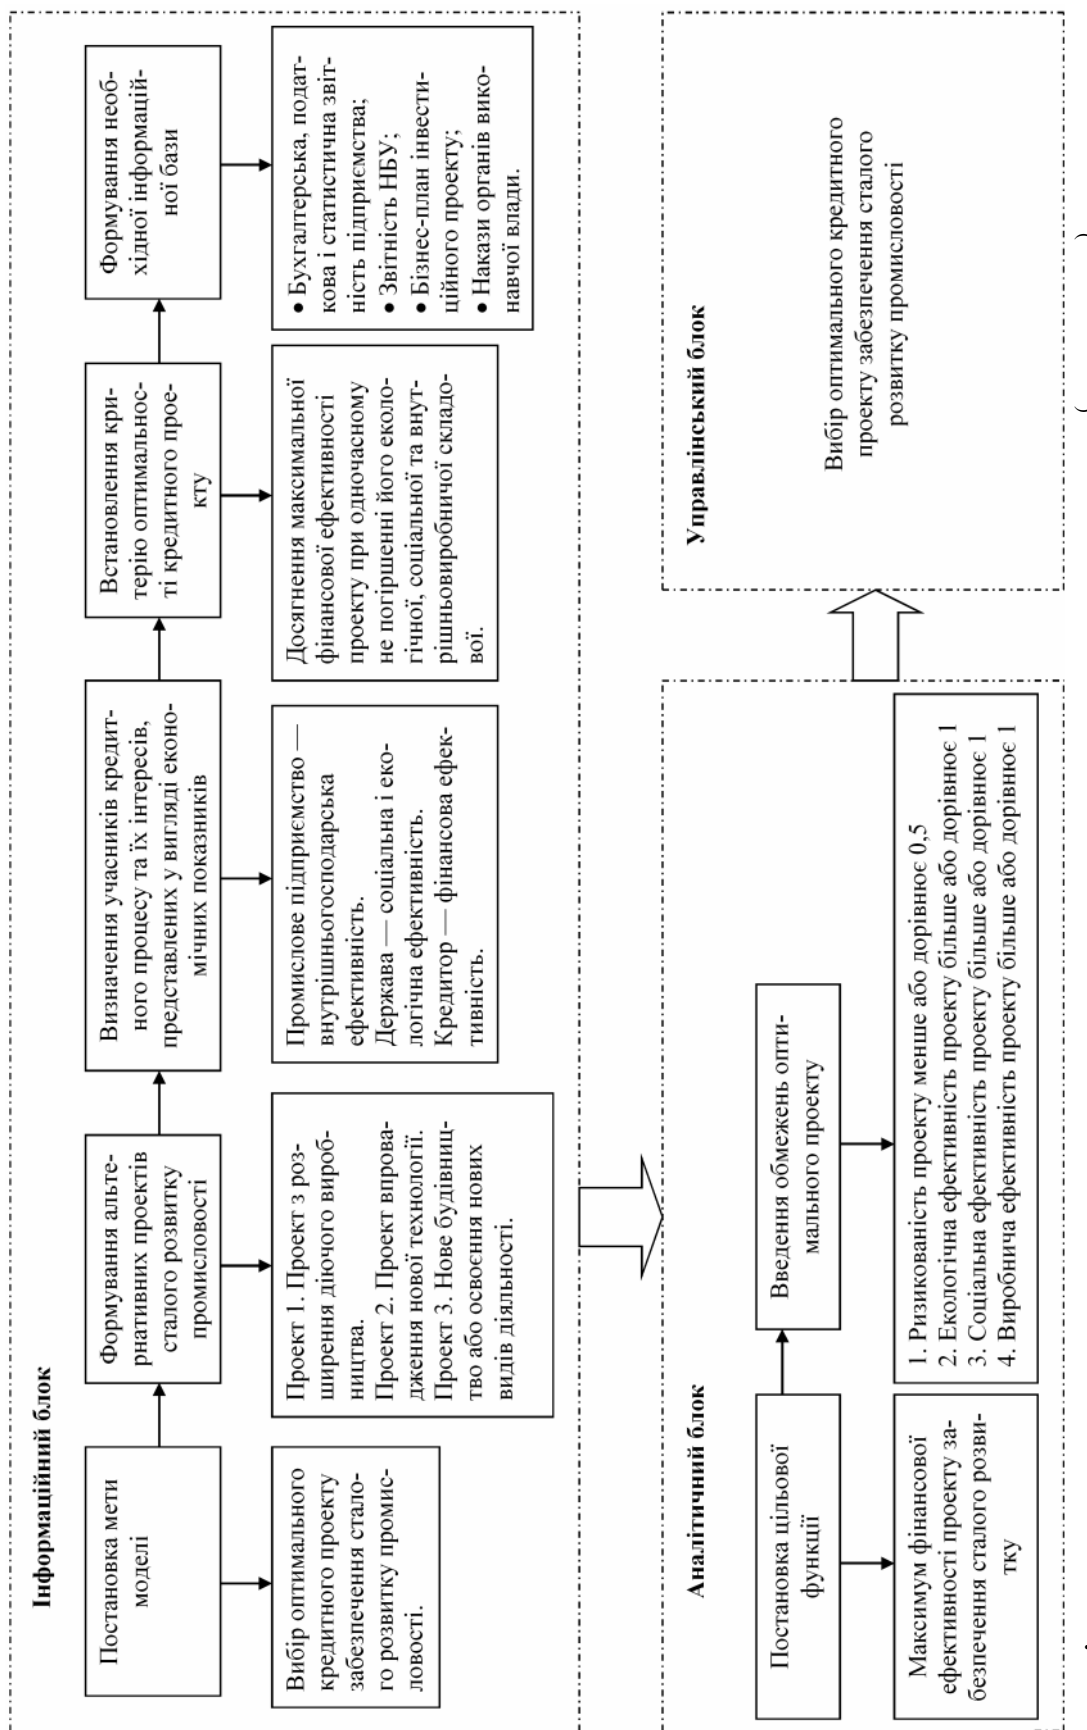 Інформаційний блок
Постановка мети
моделі
Вибір оптимального
кредитного проекту
забезпечення стало-
го розвитку промис-
ловості.
Формування альте-
рнативних проектів
сталого розвитку
промисловості
Проект 1. Проект з роз-
ширення діючого вироб-
ництва.
Проект 2. Проект впрова-
дження нової технології.
Проект 3. Нове будівниц-
тво або освоєння нових
видів діяльності.
Визначення учасників кредит-
ного процесу та їх інтересів,
представлених у вигляді еконо-
мічних показників
Промислове підприємство —
внутрішньогосподарська
ефективність.
Держава — соціальна і еко-
логічна ефективність.
Кредитор — фінансова ефек-
тивність.
Встановлення кри-
терію оптимальнос-
ті кредитного прое-
кту
Досягнення максимальної
фінансової ефективності
проекту при одночасному
не погіршенні його еколо-
гічної, соціальної та внут-
рішньовиробничої складо-
вої.
Формування необ-
хідної інформацій-
ної бази
• Бухгалтерська, подат-
кова і статистична звіт-
ність підприємства;
• Звітність НБУ;
• Бізнес-план інвести-
ційного проекту;
• Накази органів вико-
навчої влади.
Аналітичний блок
Постановка цільової
функції
Максимум фінансової
ефективності проекту за-
безпечення сталого розви-
тку
Введення обмежень опти-
мального проекту
1. Ризикованість проекту менше або дорівнює 0,5
2. Екологічна ефективність проекту більше або дорівнює 1
3. Соціальна ефективність проекту більше або дорівнює 1
4. Виробнича ефективність проекту більше або дорівнює 1
Управлінський блок
Вибір оптимального кредитного
проекту забезпечення сталого
розвитку промисловості